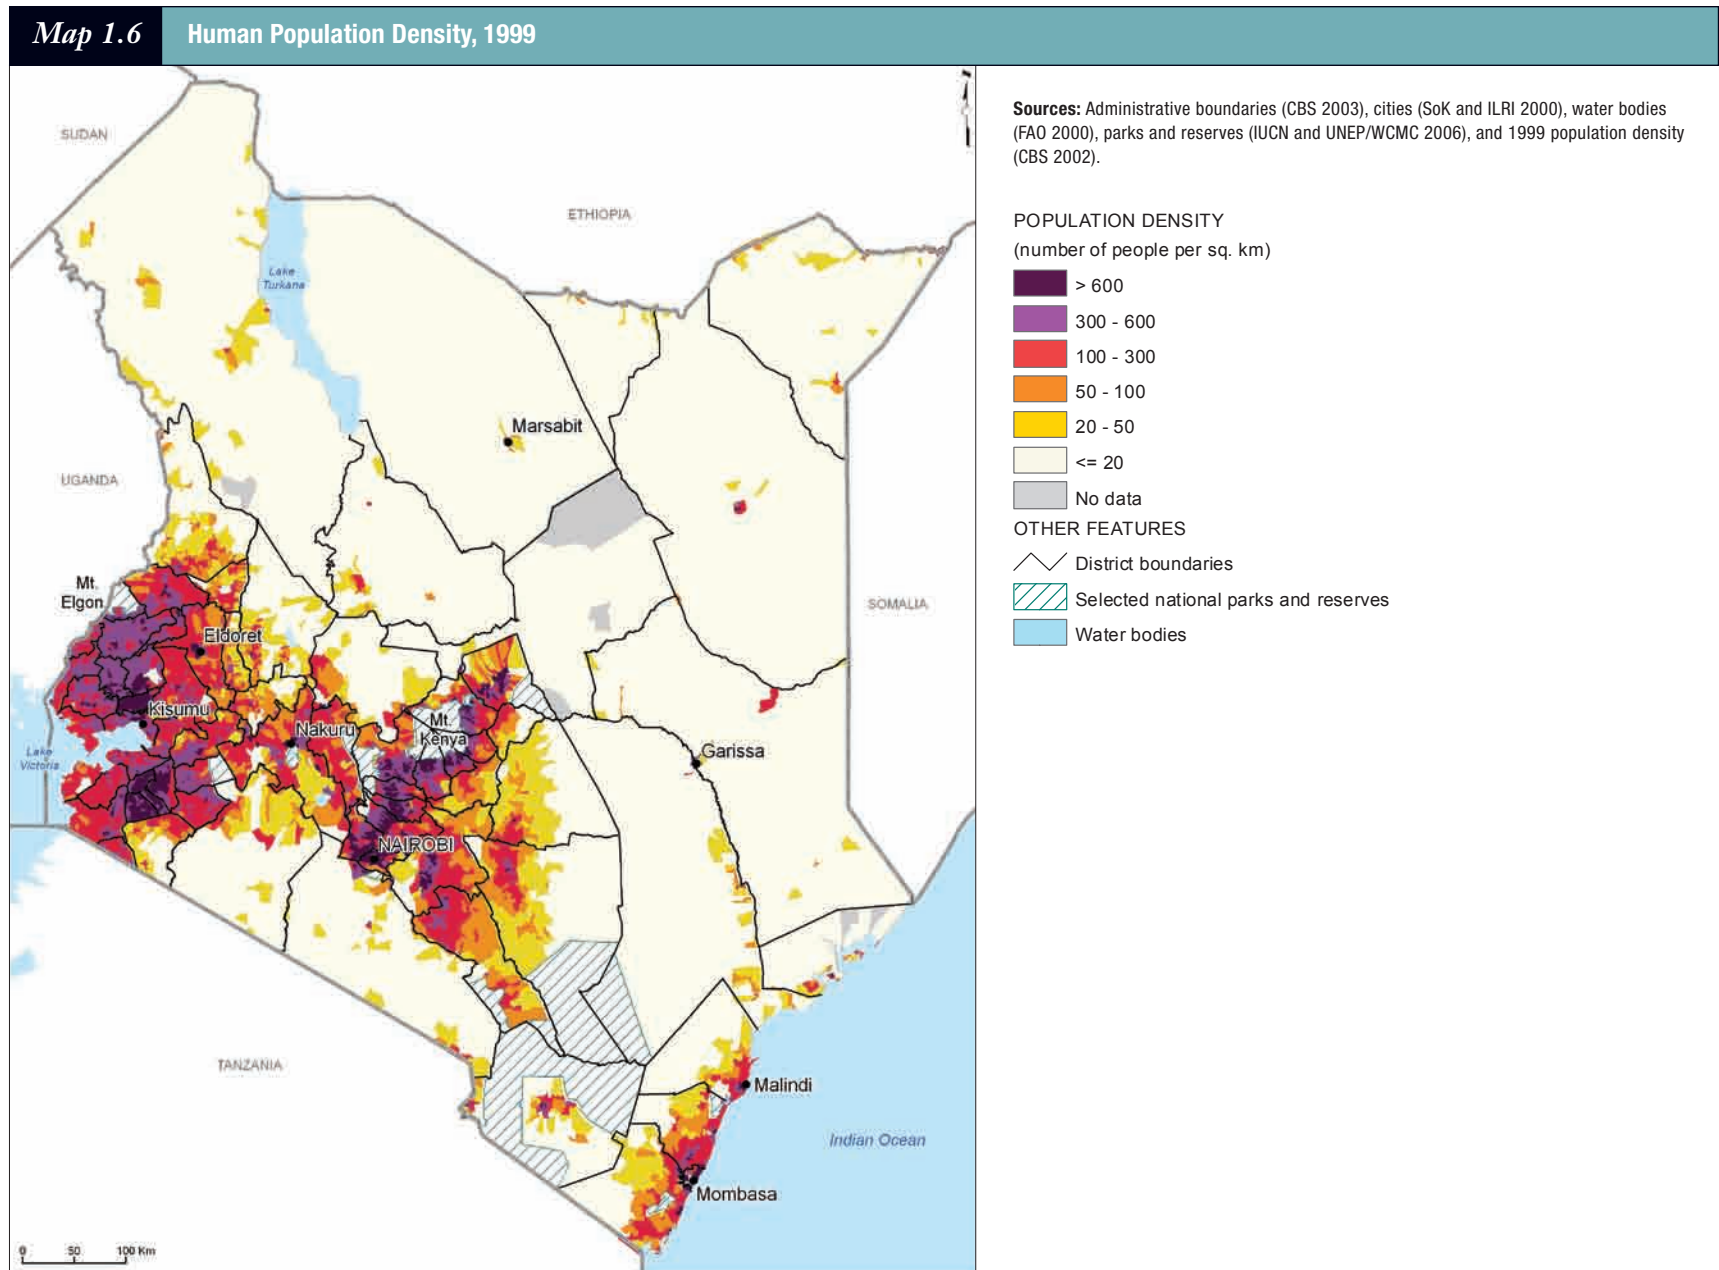 Map 1.6
Human Population Density, 1999
Sources: Administrative boundaries (CBS 2003), cities (SoK and ILRI 2000), water bodies
(FAO 2000), parks and reserves (IUCN and UNEP/WCMC 2006), and 1999 population density
(CBS 2002).
POPULATION DENSITY
(number of people per sq. km)
> 600
300 - 600
100 - 300
50 - 100
20 - 50
<= 20
No data
OTHER FEATURES
District boundaries
Selected national parks and reserves
Water bodies
SUDAN
ETHIOPIA
Lake
Turkana
Marsabit
UGANDA
Mt.
Elgon
SOMALIA
Eldoret
Kisumu
Nakuru
Mt.
Kenya
Lake
Victoria
Garissa
NAIROBI
TANZANIA
Malindi
Indian Ocean
Mombasa
0 50 100 Km